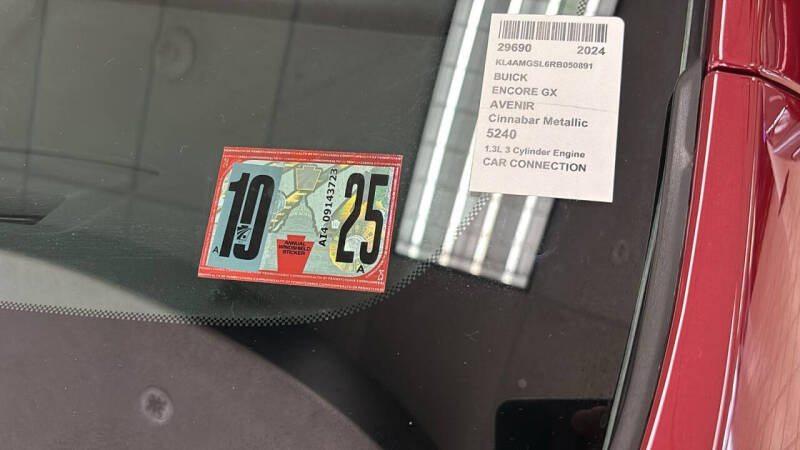 29690 2024
KL4AMGSL6RB050891
BUICK
ENCORE GX
AVENIR
Cinnabar Metallic
5240
1.3L 3 Cylinder Engine
CAR CONNECTION
10
A
ANNUAL
WINDSHIELD
STICKER
AI4 09143723
25
A